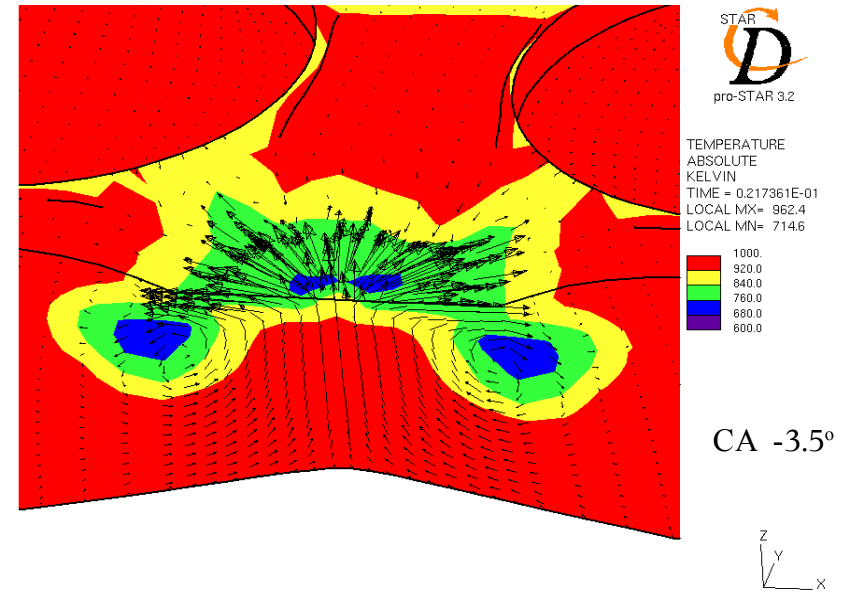 STAR
D
pro-STAR 3.2
TEMPERATURE
ABSOLUTE
KELVIN
TIME = 0.217361E-01
LOCAL MX= 962.4
LOCAL MN= 714.6
1000.
920.0
840.0
760.0
680.0
600.0
CA -3.5º
Z
Y
X